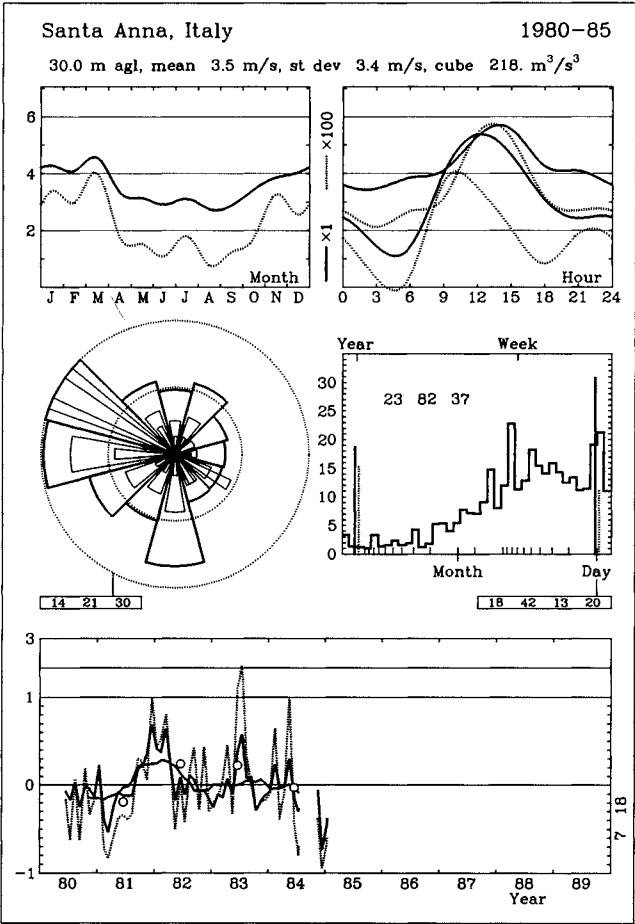 Santa Anna, Italy 1980-85
30.0 m agl, mean 3.5 m/s, st dev 3.4 m/s, cube 218. m³/s³
6
4
2
J F M A M J J A S O N D
Month
×1 ×100
0 3 6 9 12 15 18 21 24
Hour
Year Week
35
30
25
20
15
10
5
0
23 82 37
Month Day
14 21 30
18 42 13 20
3
1
0
-1
80 81 82 83 84 85 86 87 88 89
Year
7 18